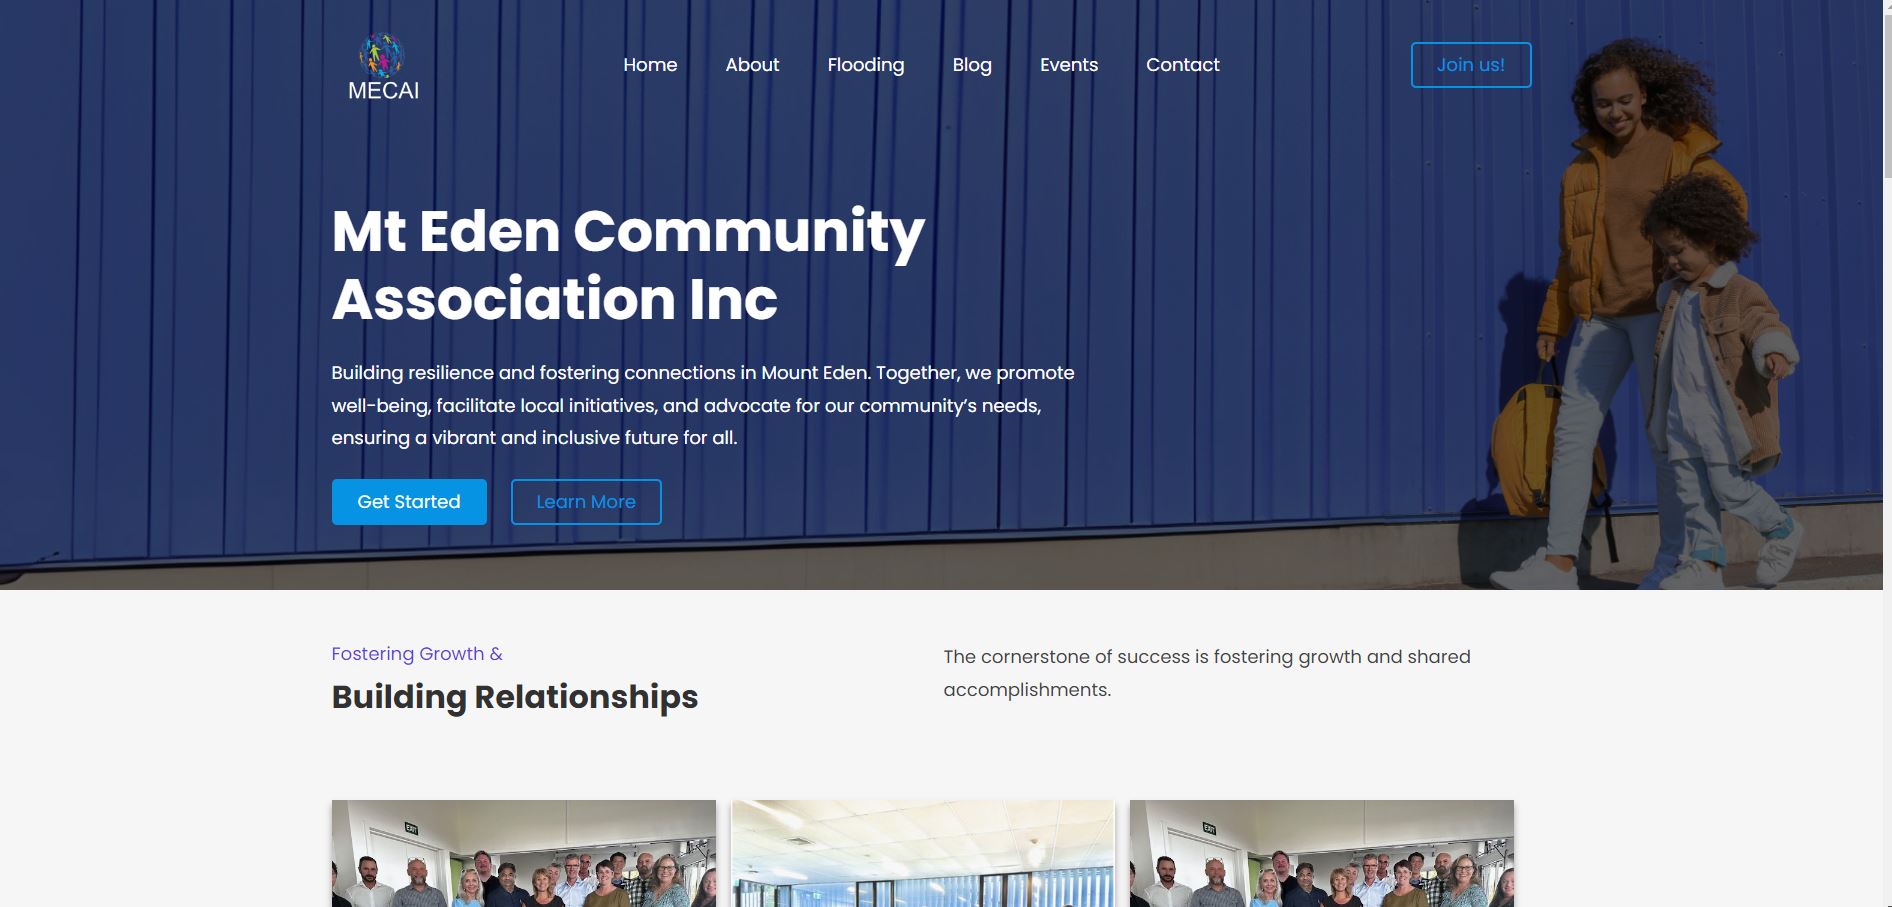 MECAI
Home
About
Flooding
Blog
Events
Contact
Join us!
Mt Eden Community
Association Inc
Building resilience and fostering connections in Mount Eden. Together, we promote
well-being, facilitate local initiatives, and advocate for our community’s needs,
ensuring a vibrant and inclusive future for all.
Get Started
Learn More
Fostering Growth &
Building Relationships
The cornerstone of success is fostering growth and shared
accomplishments.
EXIT
EXIT